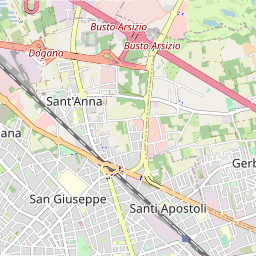 Busto Arsizio
Busto Arsizio
Dogana
Sant'Anna
ana
Gerb
San Giuseppe
Santi Apostoli